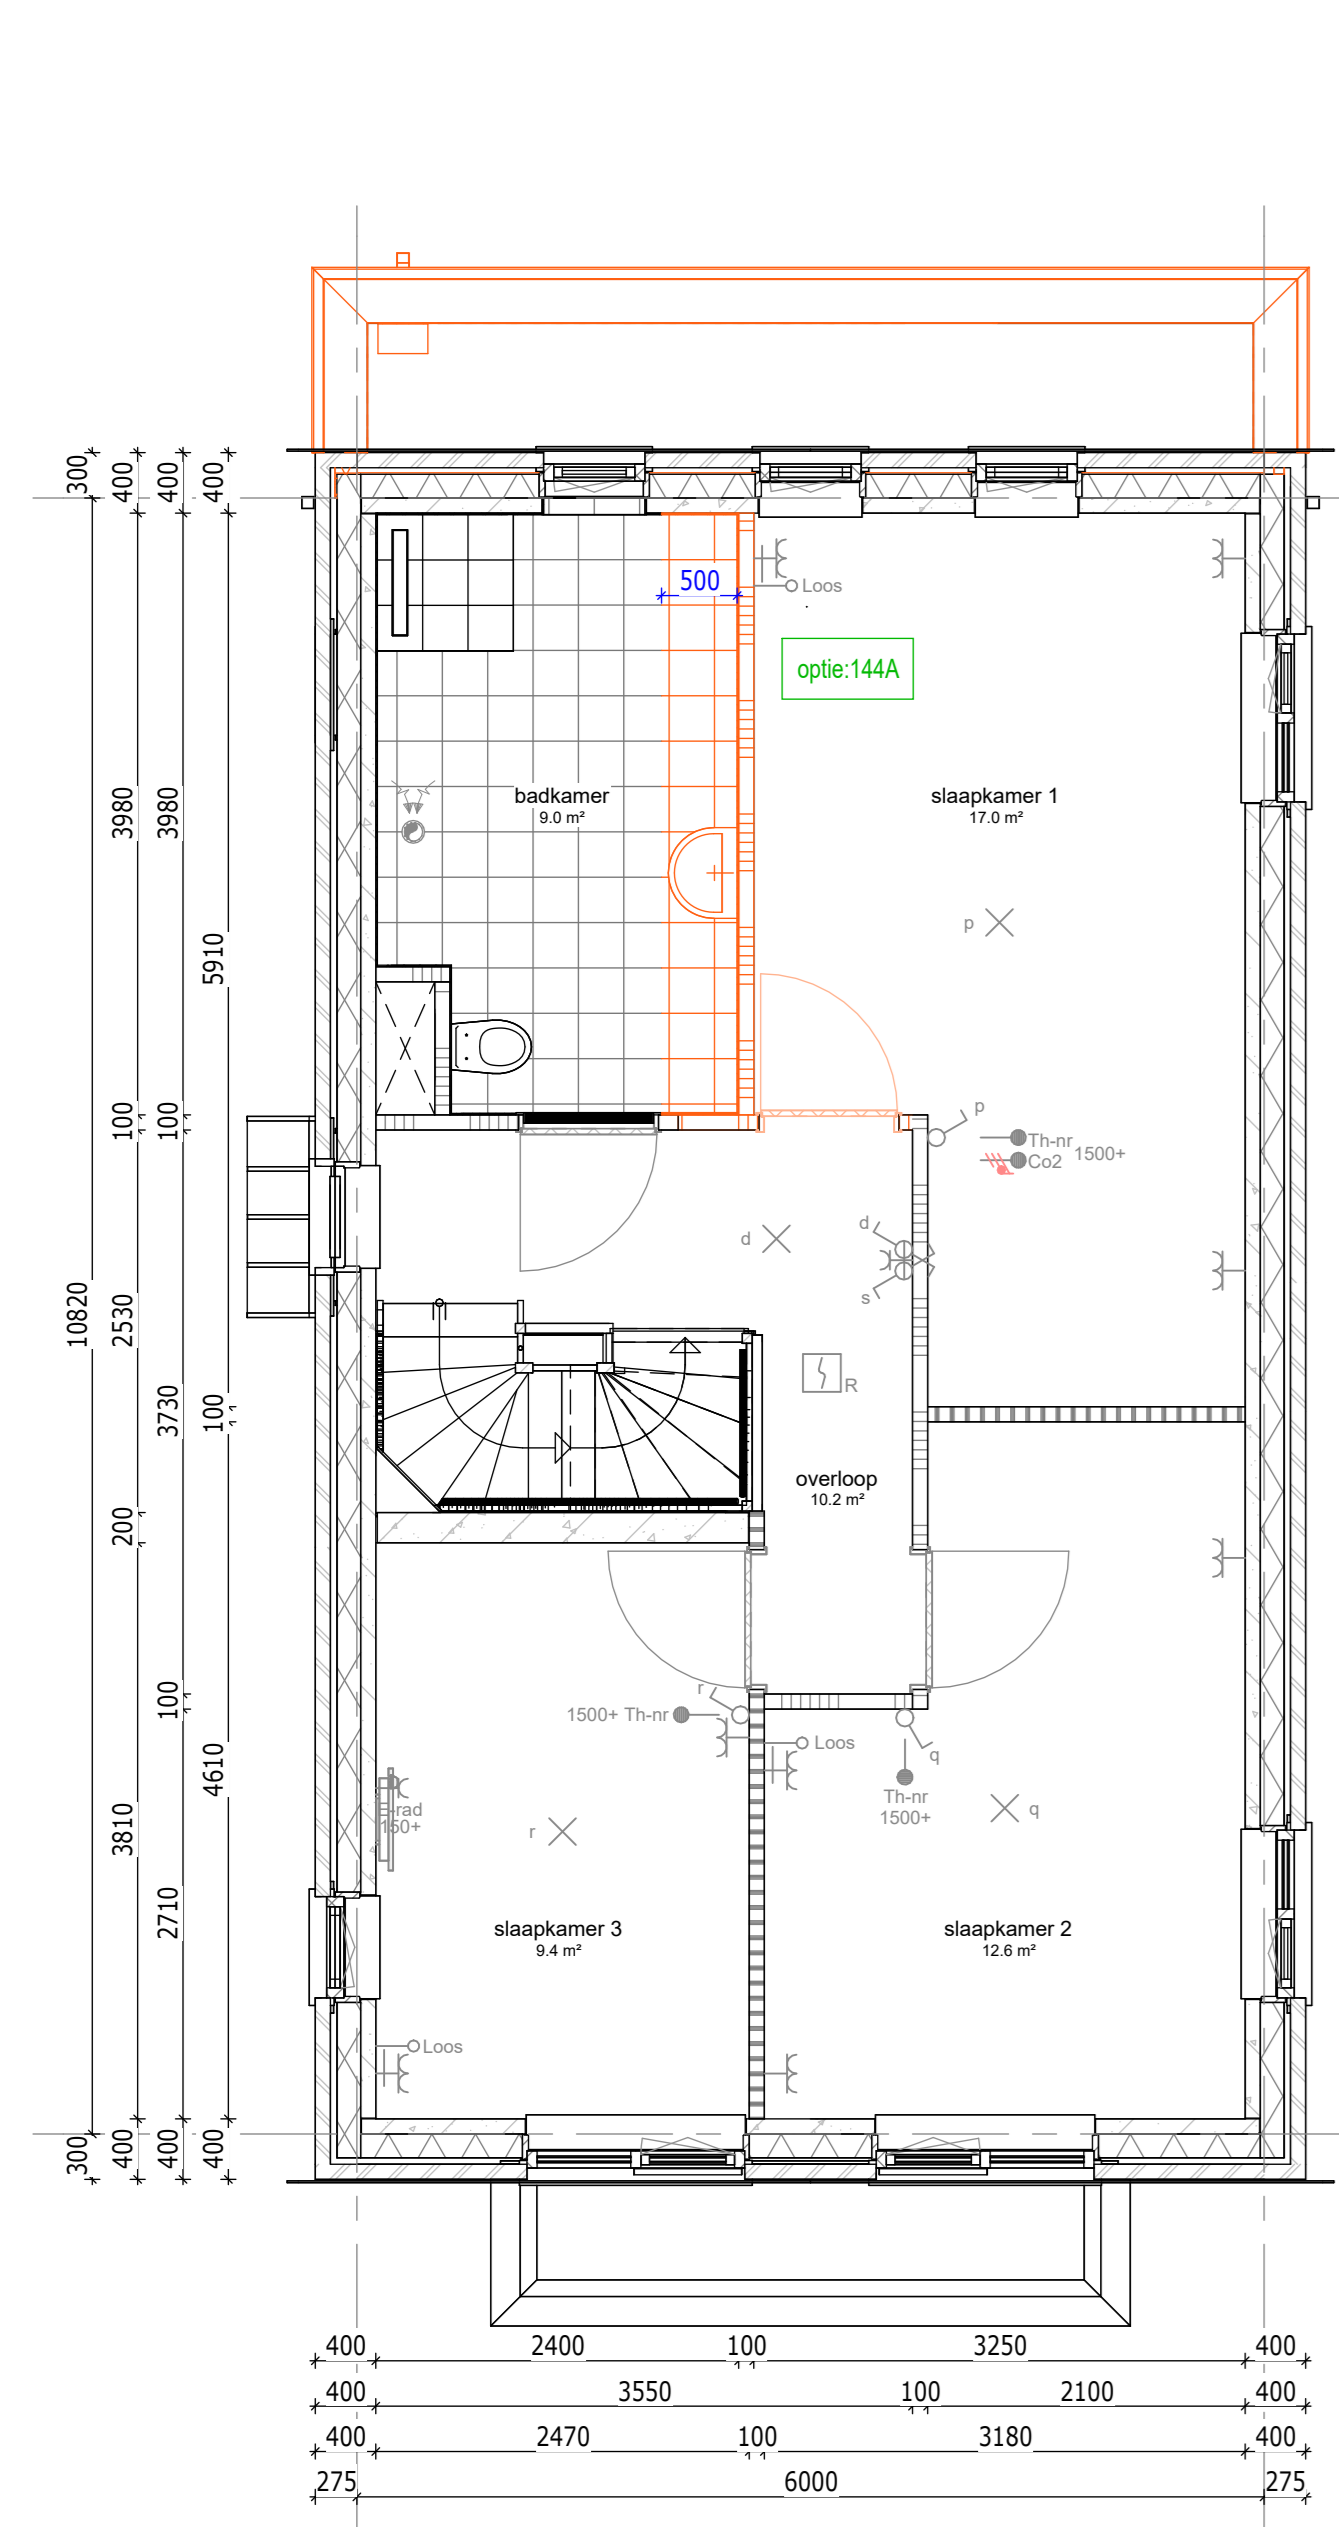 300
400
400
400
500
Loos
optie:144A
3980
3980
badkamer
9.0 m²
slaapkamer 1
17.0 m²
p
5910
100
100
p
Th-nr
1500+
Co2
d
d
s
10820
2530
3730
100
R
overloop
10.2 m²
200
100
r
1500+ Th-nr
Loos
q
Th-nr
1500+
4610
3810
-rad
150+
r
q
2710
slaapkamer 3
9.4 m²
slaapkamer 2
12.6 m²
Loos
300
400
400
400
400 2400 100 3250 400
400 3550 100 2100 400
400 2470 100 3180 400
275 6000 275